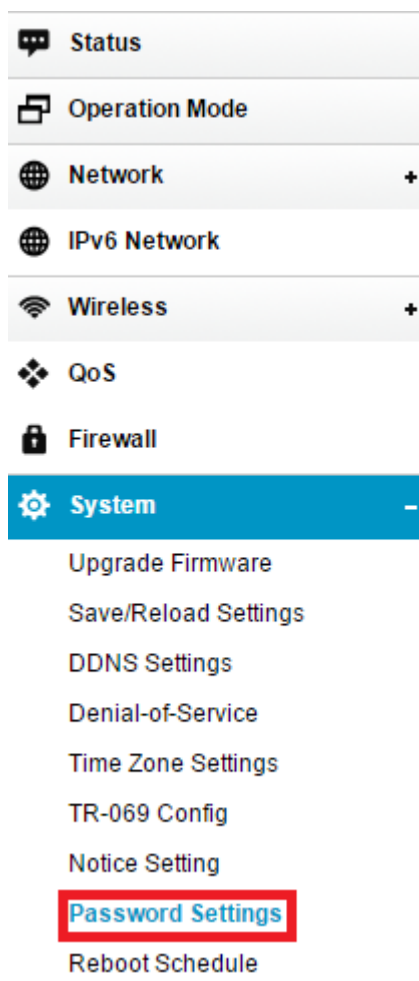 Status
Operation Mode
Network +
IPv6 Network
Wireless +
QoS
Firewall
System -
Upgrade Firmware
Save/Reload Settings
DDNS Settings
Denial-of-Service
Time Zone Settings
TR-069 Config
Notice Setting
Password Settings
Reboot Schedule